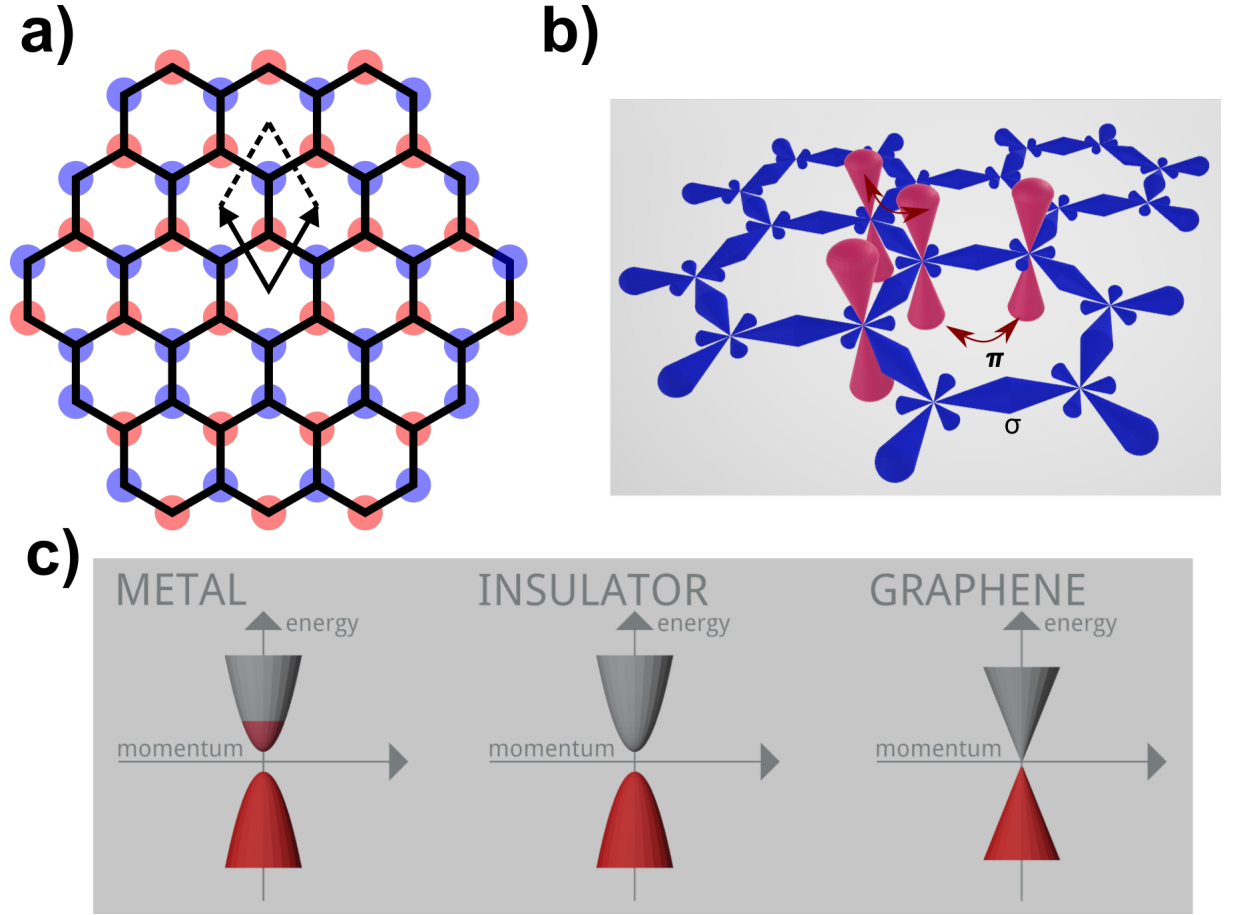 a)
b)
π
σ
c)
METAL
INSULATOR
GRAPHENE
energy
energy
energy
momentum
momentum
momentum